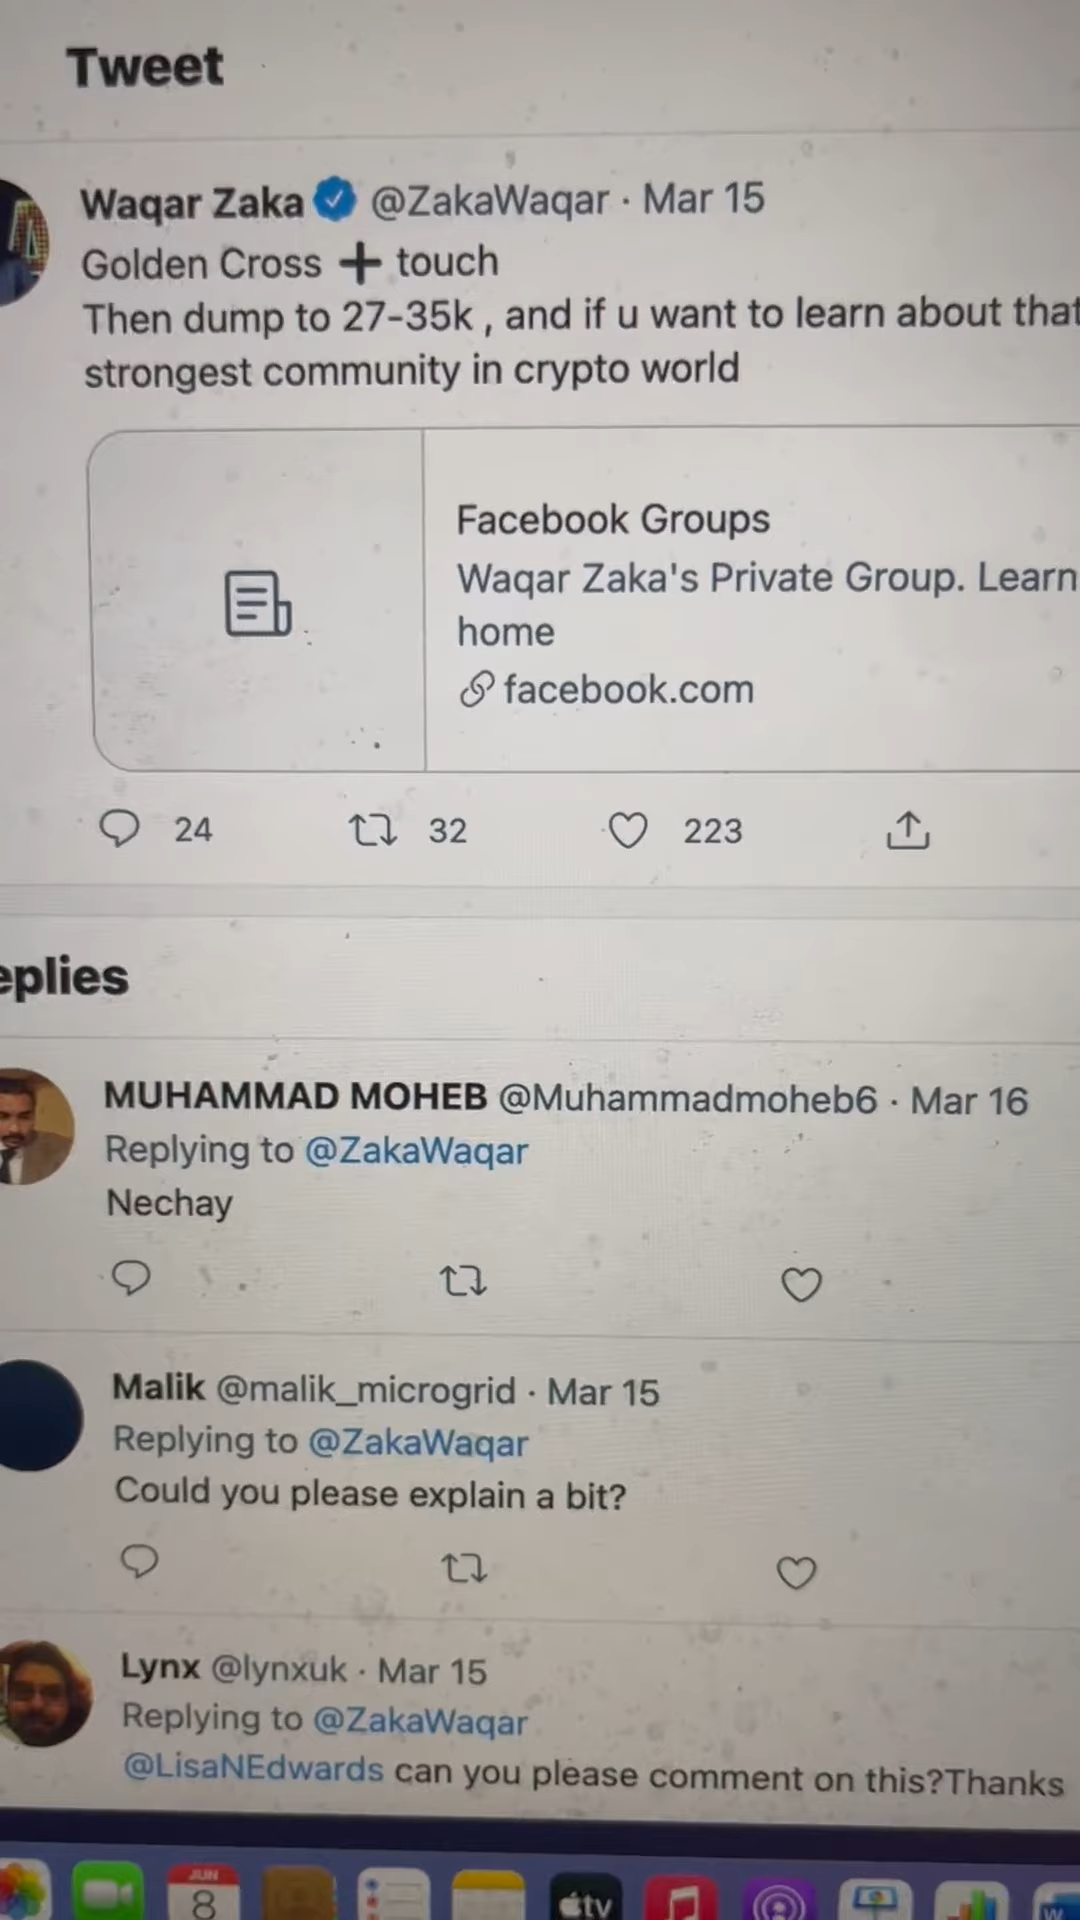 Tweet
Waqar Zaka @ZakaWaqar · Mar 15
Golden Cross ➕ touch
Then dump to 27-35k , and if u want to learn about that
strongest community in crypto world
Facebook Groups
Waqar Zaka's Private Group. Learn
home
facebook.com
24 32 223
eplies
MUHAMMAD MOHEB @Muhammadmoheb6 · Mar 16
Replying to @ZakaWaqar
Nechay
Malik @malik_microgrid · Mar 15
Replying to @ZakaWaqar
Could you please explain a bit?
Lynx @lynxuk · Mar 15
Replying to @ZakaWaqar
@LisaNEdwards can you please comment on this?Thanks
JUN
8
tv
W